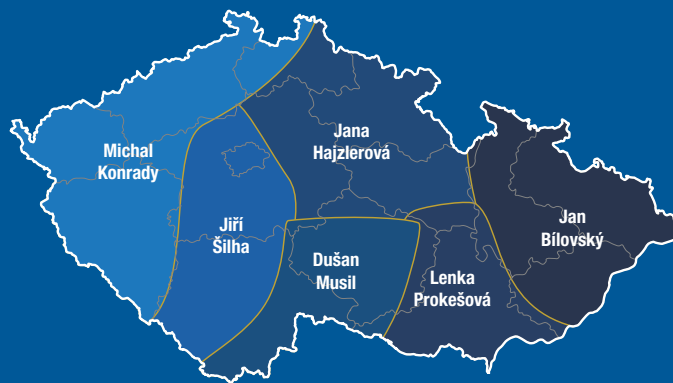 Michal
Konrady
Jiří
Šilha
Jana
Hajzlerová
Dušan
Musil
Lenka
Prokešová
Jan
Bílovský